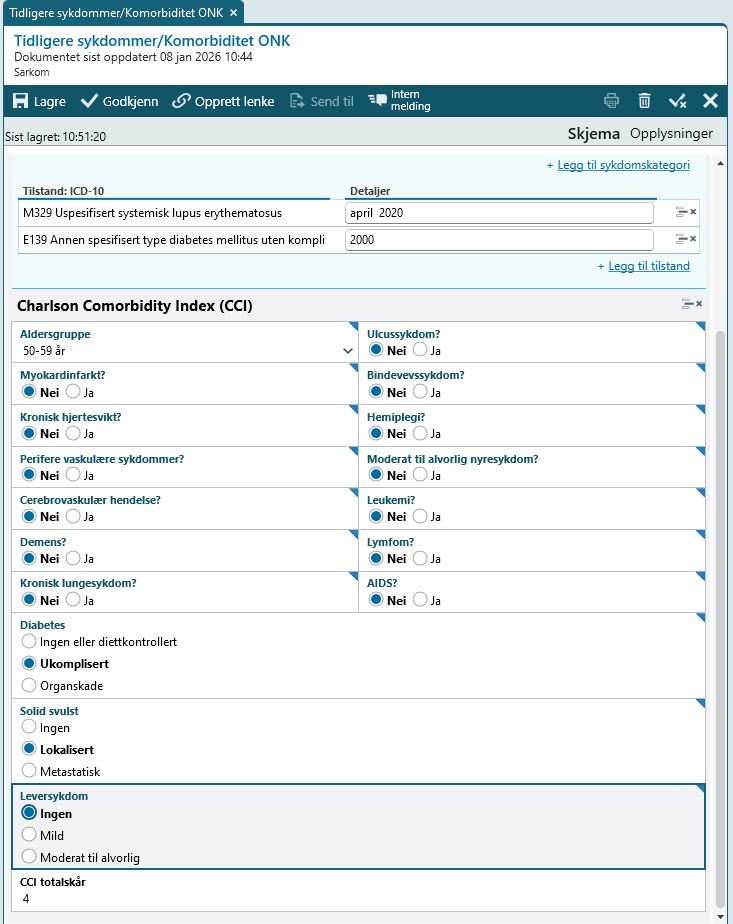 Tidligere sykdommer/Komorbiditet ONK ×
Tidligere sykdommer/Komorbiditet ONK
Dokumentet sist oppdatert 08 jan 2026 10:44
Sarkom
Lagre Godkjenn Opprett lenke Send til Intern melding
Sist lagret: 10:51:20 Skjema Opplysninger
+ Legg til sykdomskategori
Tilstand: ICD-10 Detaljer
M329 Uspesifisert systemisk lupus erythematosus april 2020
E139 Annen spesifisert type diabetes mellitus uten kompli 2000
+ Legg til tilstand
Charlson Comorbidity Index (CCI)
Aldersgruppe Ulcussykdom?
50-59 år Nei Ja
Myokardinfarkt? Bindevevssykdom?
Nei Ja Nei Ja
Kronisk hjertesvikt? Hemiplegi?
Nei Ja Nei Ja
Perifere vaskulære sykdommer? Moderat til alvorlig nyresykdom?
Nei Ja Nei Ja
Cerebrovaskulær hendelse? Leukemi?
Nei Ja Nei Ja
Demens? Lymfom?
Nei Ja Nei Ja
Kronisk lungesykdom? AIDS?
Nei Ja Nei Ja
Diabetes
Ingen eller diettkontrollert
Ukomplisert
Organskade
Solid svulst
Ingen
Lokalisert
Metastatisk
Leversykdom
Ingen
Mild
Moderat til alvorlig
CCI totalskår
4